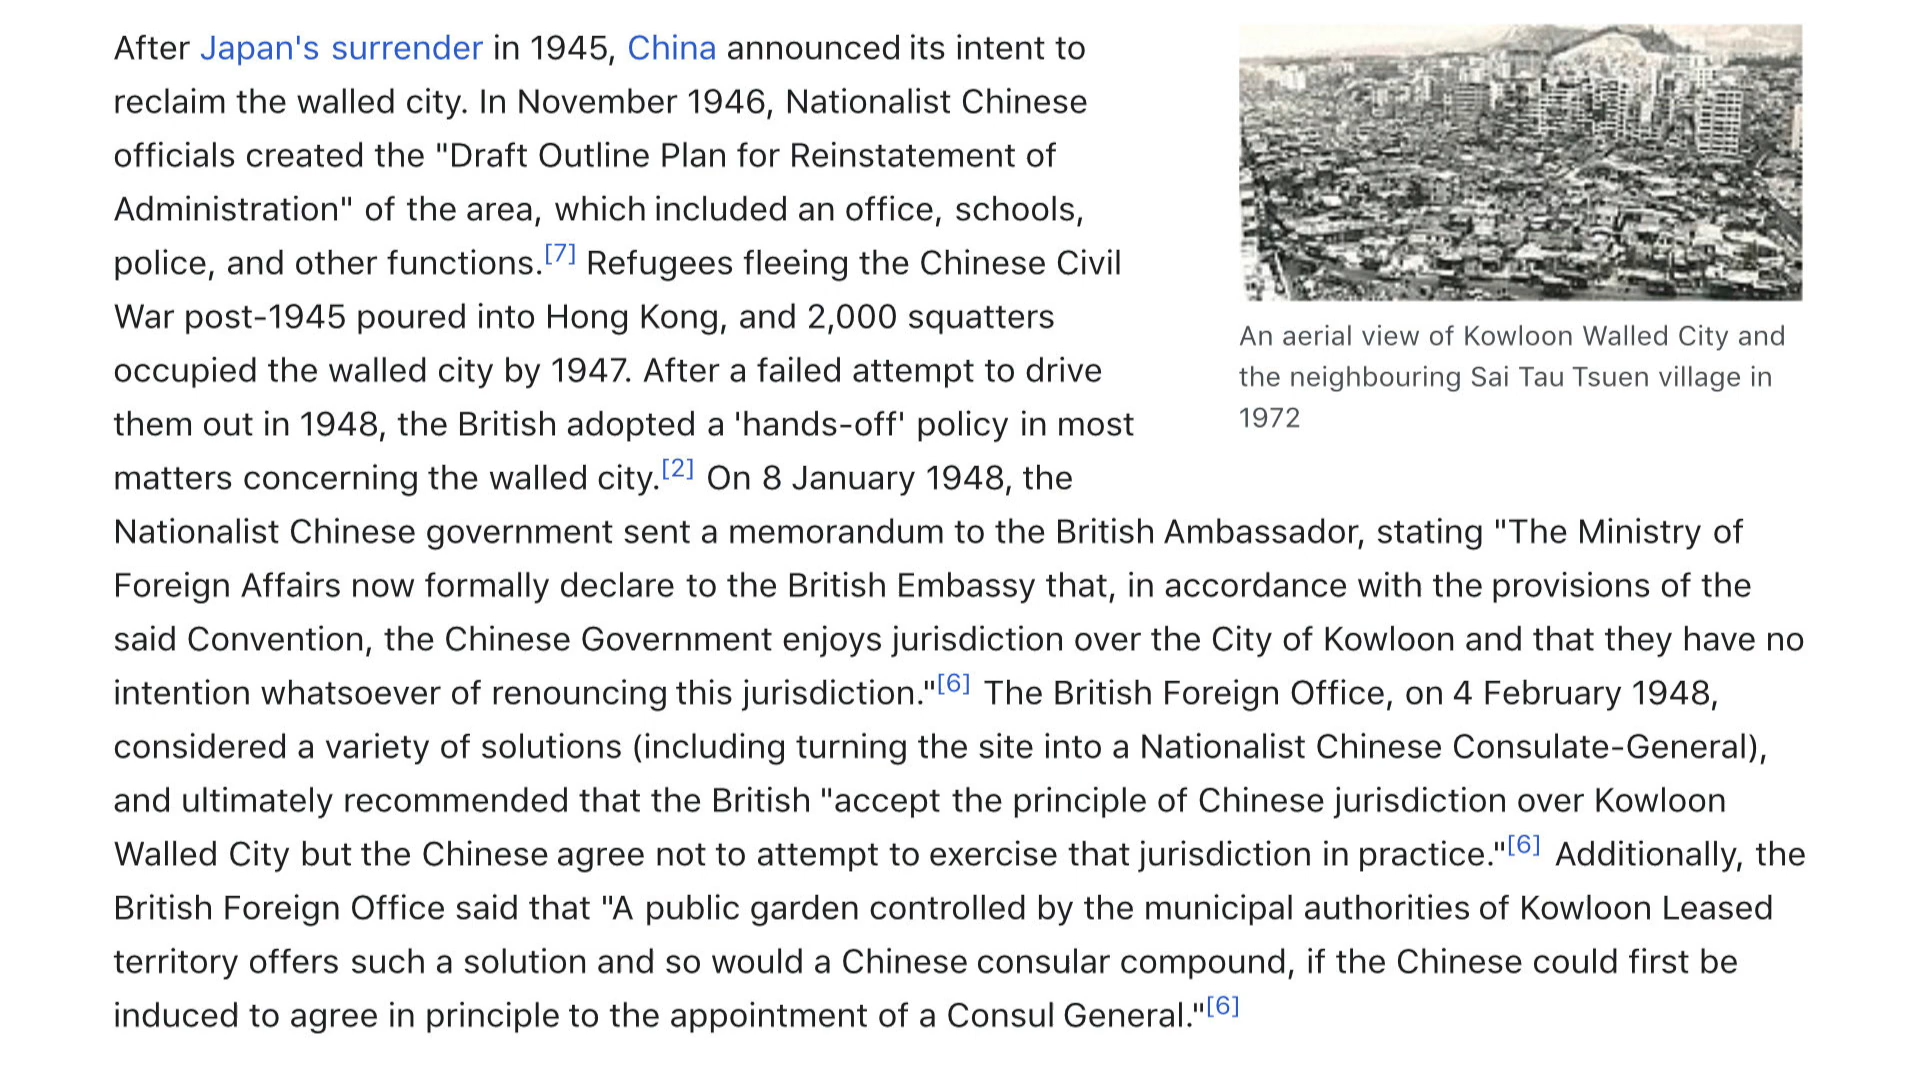 After Japan's surrender in 1945, China announced its intent to
reclaim the walled city. In November 1946, Nationalist Chinese
officials created the "Draft Outline Plan for Reinstatement of
Administration" of the area, which included an office, schools,
police, and other functions.[7] Refugees fleeing the Chinese Civil
War post-1945 poured into Hong Kong, and 2,000 squatters
occupied the walled city by 1947. After a failed attempt to drive
them out in 1948, the British adopted a 'hands-off' policy in most
matters concerning the walled city.[2] On 8 January 1948, the
Nationalist Chinese government sent a memorandum to the British Ambassador, stating "The Ministry of
Foreign Affairs now formally declare to the British Embassy that, in accordance with the provisions of the
said Convention, the Chinese Government enjoys jurisdiction over the City of Kowloon and that they have no
intention whatsoever of renouncing this jurisdiction."[6] The British Foreign Office, on 4 February 1948,
considered a variety of solutions (including turning the site into a Nationalist Chinese Consulate-General),
and ultimately recommended that the British "accept the principle of Chinese jurisdiction over Kowloon
Walled City but the Chinese agree not to attempt to exercise that jurisdiction in practice."[6] Additionally, the
British Foreign Office said that "A public garden controlled by the municipal authorities of Kowloon Leased
territory offers such a solution and so would a Chinese consular compound, if the Chinese could first be
induced to agree in principle to the appointment of a Consul General."[6]
An aerial view of Kowloon Walled City and
the neighbouring Sai Tau Tsuen village in
1972